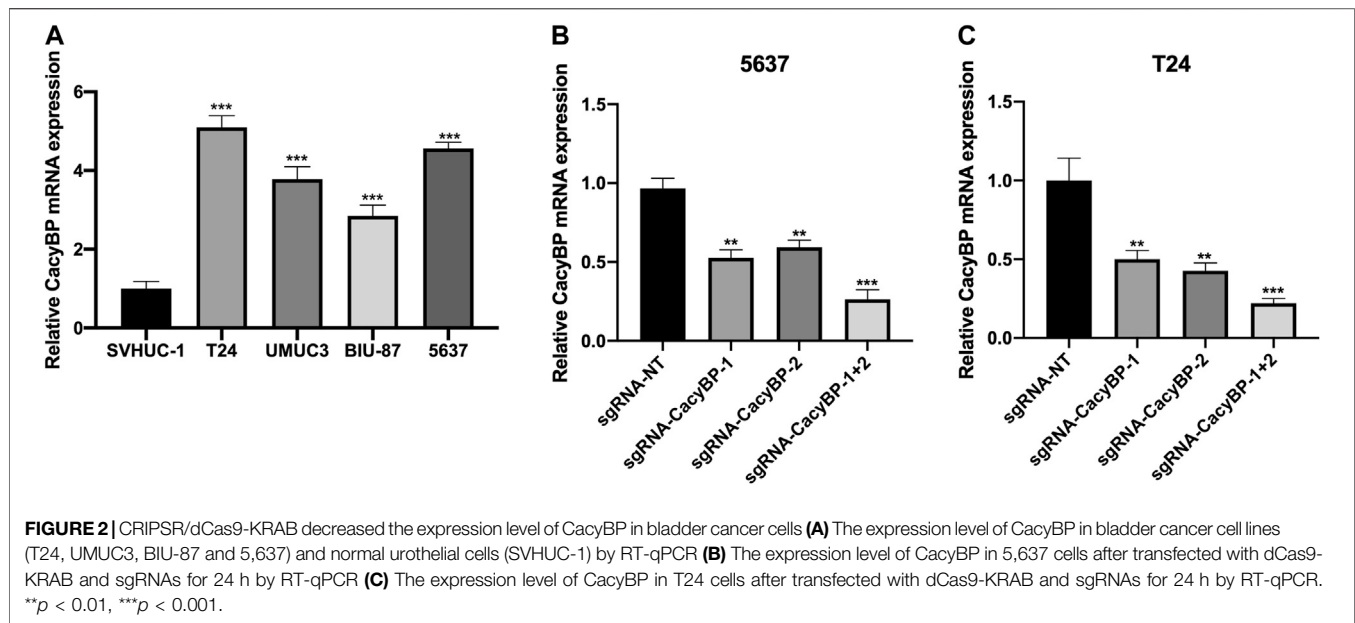 A
Relative CacyBP mRNA expression
6
4
2
0
***
***
***
***
SVHUC-1 T24 UMUC3 BIU-87 5637
B
5637
Relative CacyBP mRNA expression
1.5
1.0
0.5
0.0
**
**
***
sgRNA-NT
sgRNA-CacyBP-1
sgRNA-CacyBP-2
sgRNA-CacyBP-1+2
C
T24
Relative CacyBP mRNA expression
1.5
1.0
0.5
0.0
**
**
***
sgRNA-NT
sgRNA-CacyBP-1
sgRNA-CacyBP-2
sgRNA-CacyBP-1+2
FIGURE 2 | CRIPSR/dCas9-KRAB decreased the expression level of CacyBP in bladder cancer cells (A) The expression level of CacyBP in bladder cancer cell lines
(T24, UMUC3, BIU-87 and 5,637) and normal urothelial cells (SVHUC-1) by RT-qPCR (B) The expression level of CacyBP in 5,637 cells after transfected with dCas9-
KRAB and sgRNAs for 24 h by RT-qPCR (C) The expression level of CacyBP in T24 cells after transfected with dCas9-KRAB and sgRNAs for 24 h by RT-qPCR.
**p < 0.01, ***p < 0.001.